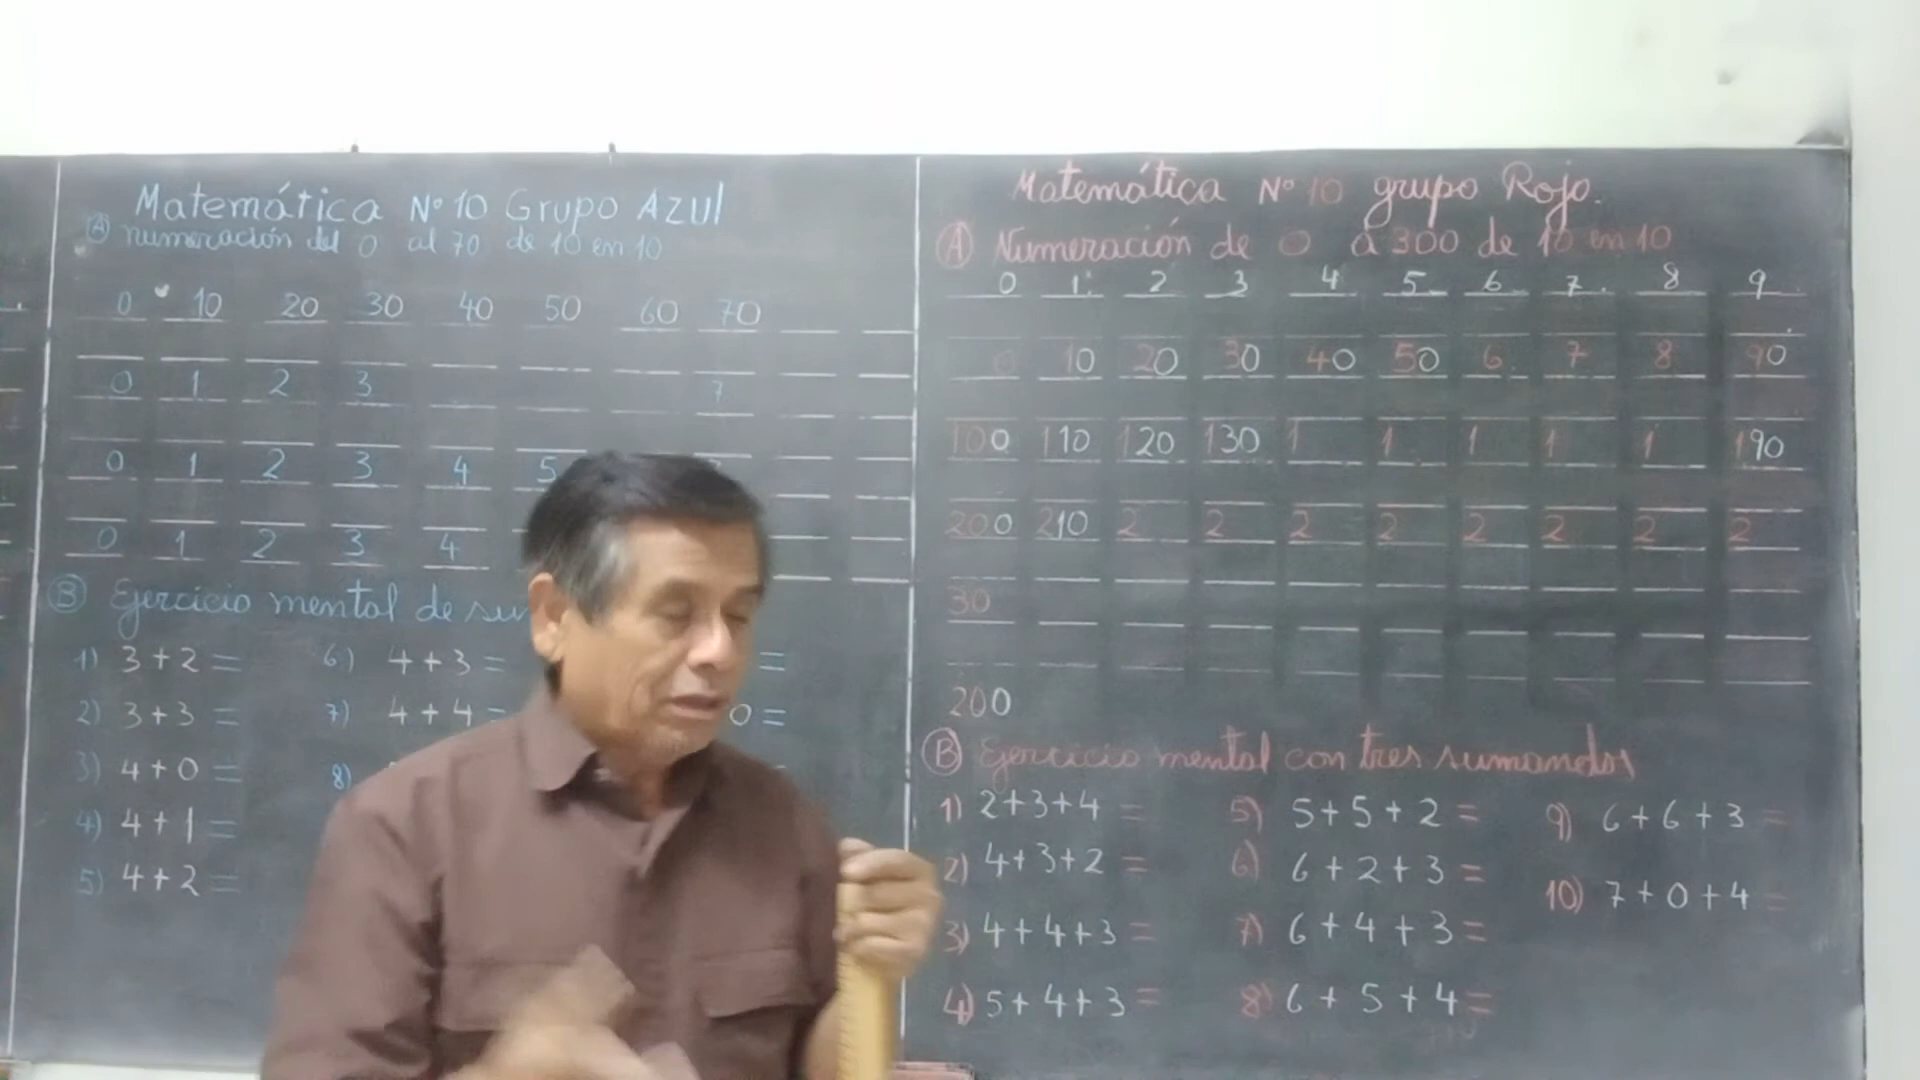 Matemática Nº 10 Grupo AZUl
A numeración del 0 al 70 de 10 en 10
0 10 20 30 40 50 60 70
0 1 2 3 7
0 1 2 3 4 5
0 1 2 3 4
B Ejercicio mental de
1) 3+2= 6) 4+3= =
2) 3+3= 7) 4+4= 0=
3) 4+0= 8)
4) 4+1=
5) 4+2=
Matemática Nº 10 grupo Rojo.
A Numeración de 0 a 300 de 10 en 10
0 1 2 3 4 5 6 7 8 9
0 10 20 30 40 50 6 7 8 90
100 110 120 130 1 1 1 1 1 190
200 210 2 2 2 2 2 2 2 2
30
200
B Ejercicio mental con tres sumandos
1) 2+3+4= 5) 5+5+2= 9) 6+6+3=
2) 4+3+2= 6) 6+2+3= 10) 7+0+4=
3) 4+4+3= 7) 6+4+3=
4) 5+4+3= 8) 6+5+4=